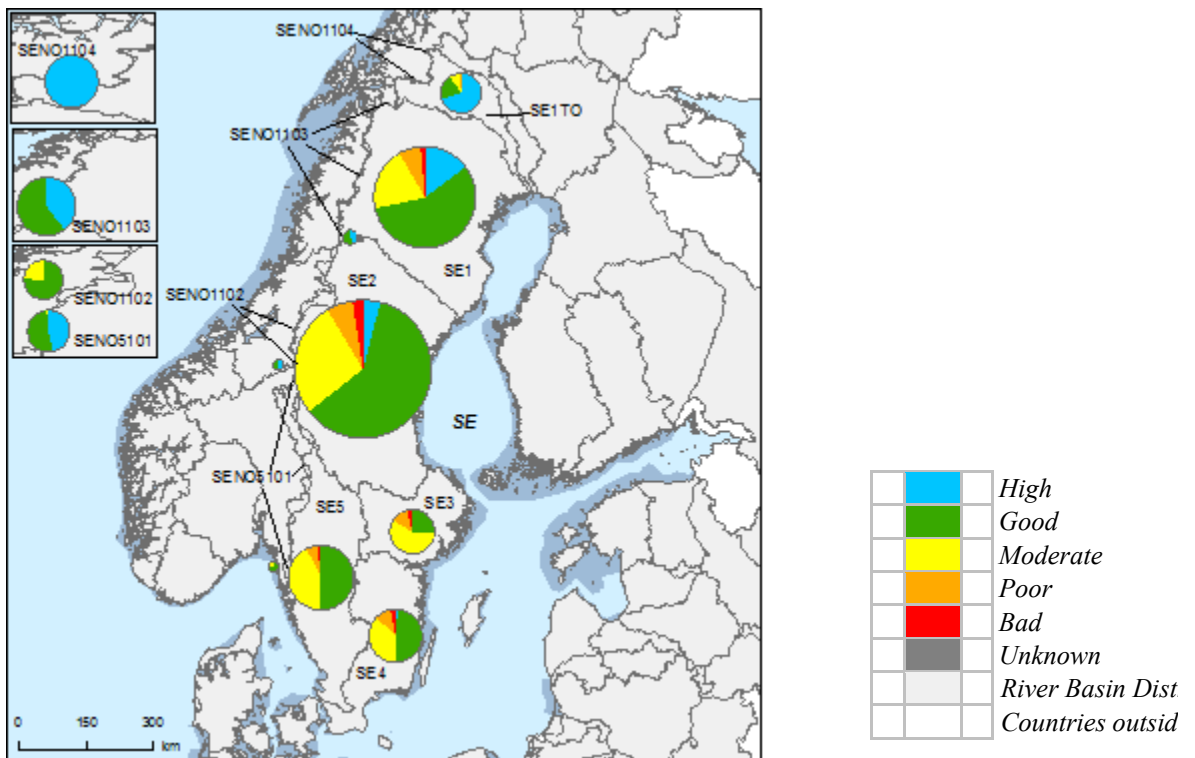 SENO1104
SENO1104
SE1TO
SENO1103
SENO1103
SE2
SE1
SENO1102
SENO1102
SENO5101
SE
SENO5101
SE5
SE3
SE4
0 150 300
km
High
Good
Moderate
Poor
Bad
Unknown
River Basin Dist
Countries outsid